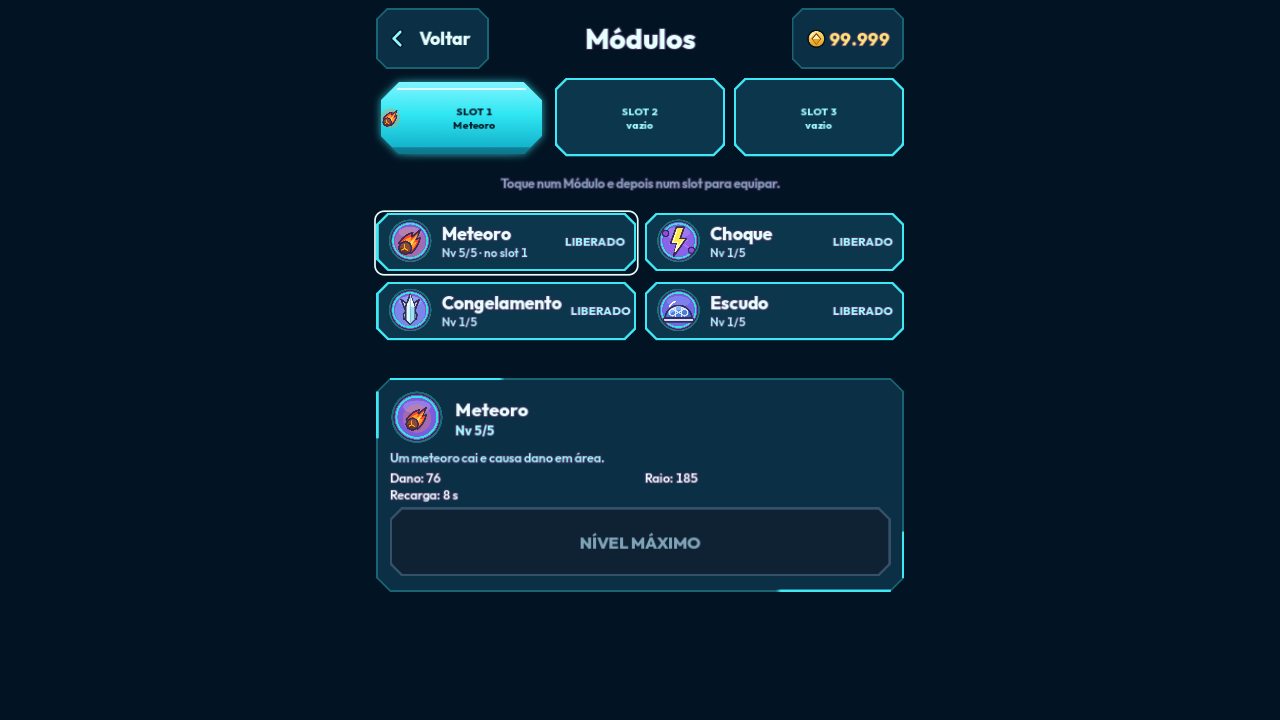 Voltar
Módulos
99.999
SLOT 1
Meteoro
SLOT 2
vazio
SLOT 3
vazio
Toque num Módulo e depois num slot para equipar.
Meteoro
Nv 5/5 · no slot 1
LIBERADO
Choque
Nv 1/5
LIBERADO
Congelamento
Nv 1/5
LIBERADO
Escudo
Nv 1/5
LIBERADO
Meteoro
Nv 5/5
Um meteoro cai e causa dano em área.
Dano: 76
Raio: 185
Recarga: 8 s
NÍVEL MÁXIMO